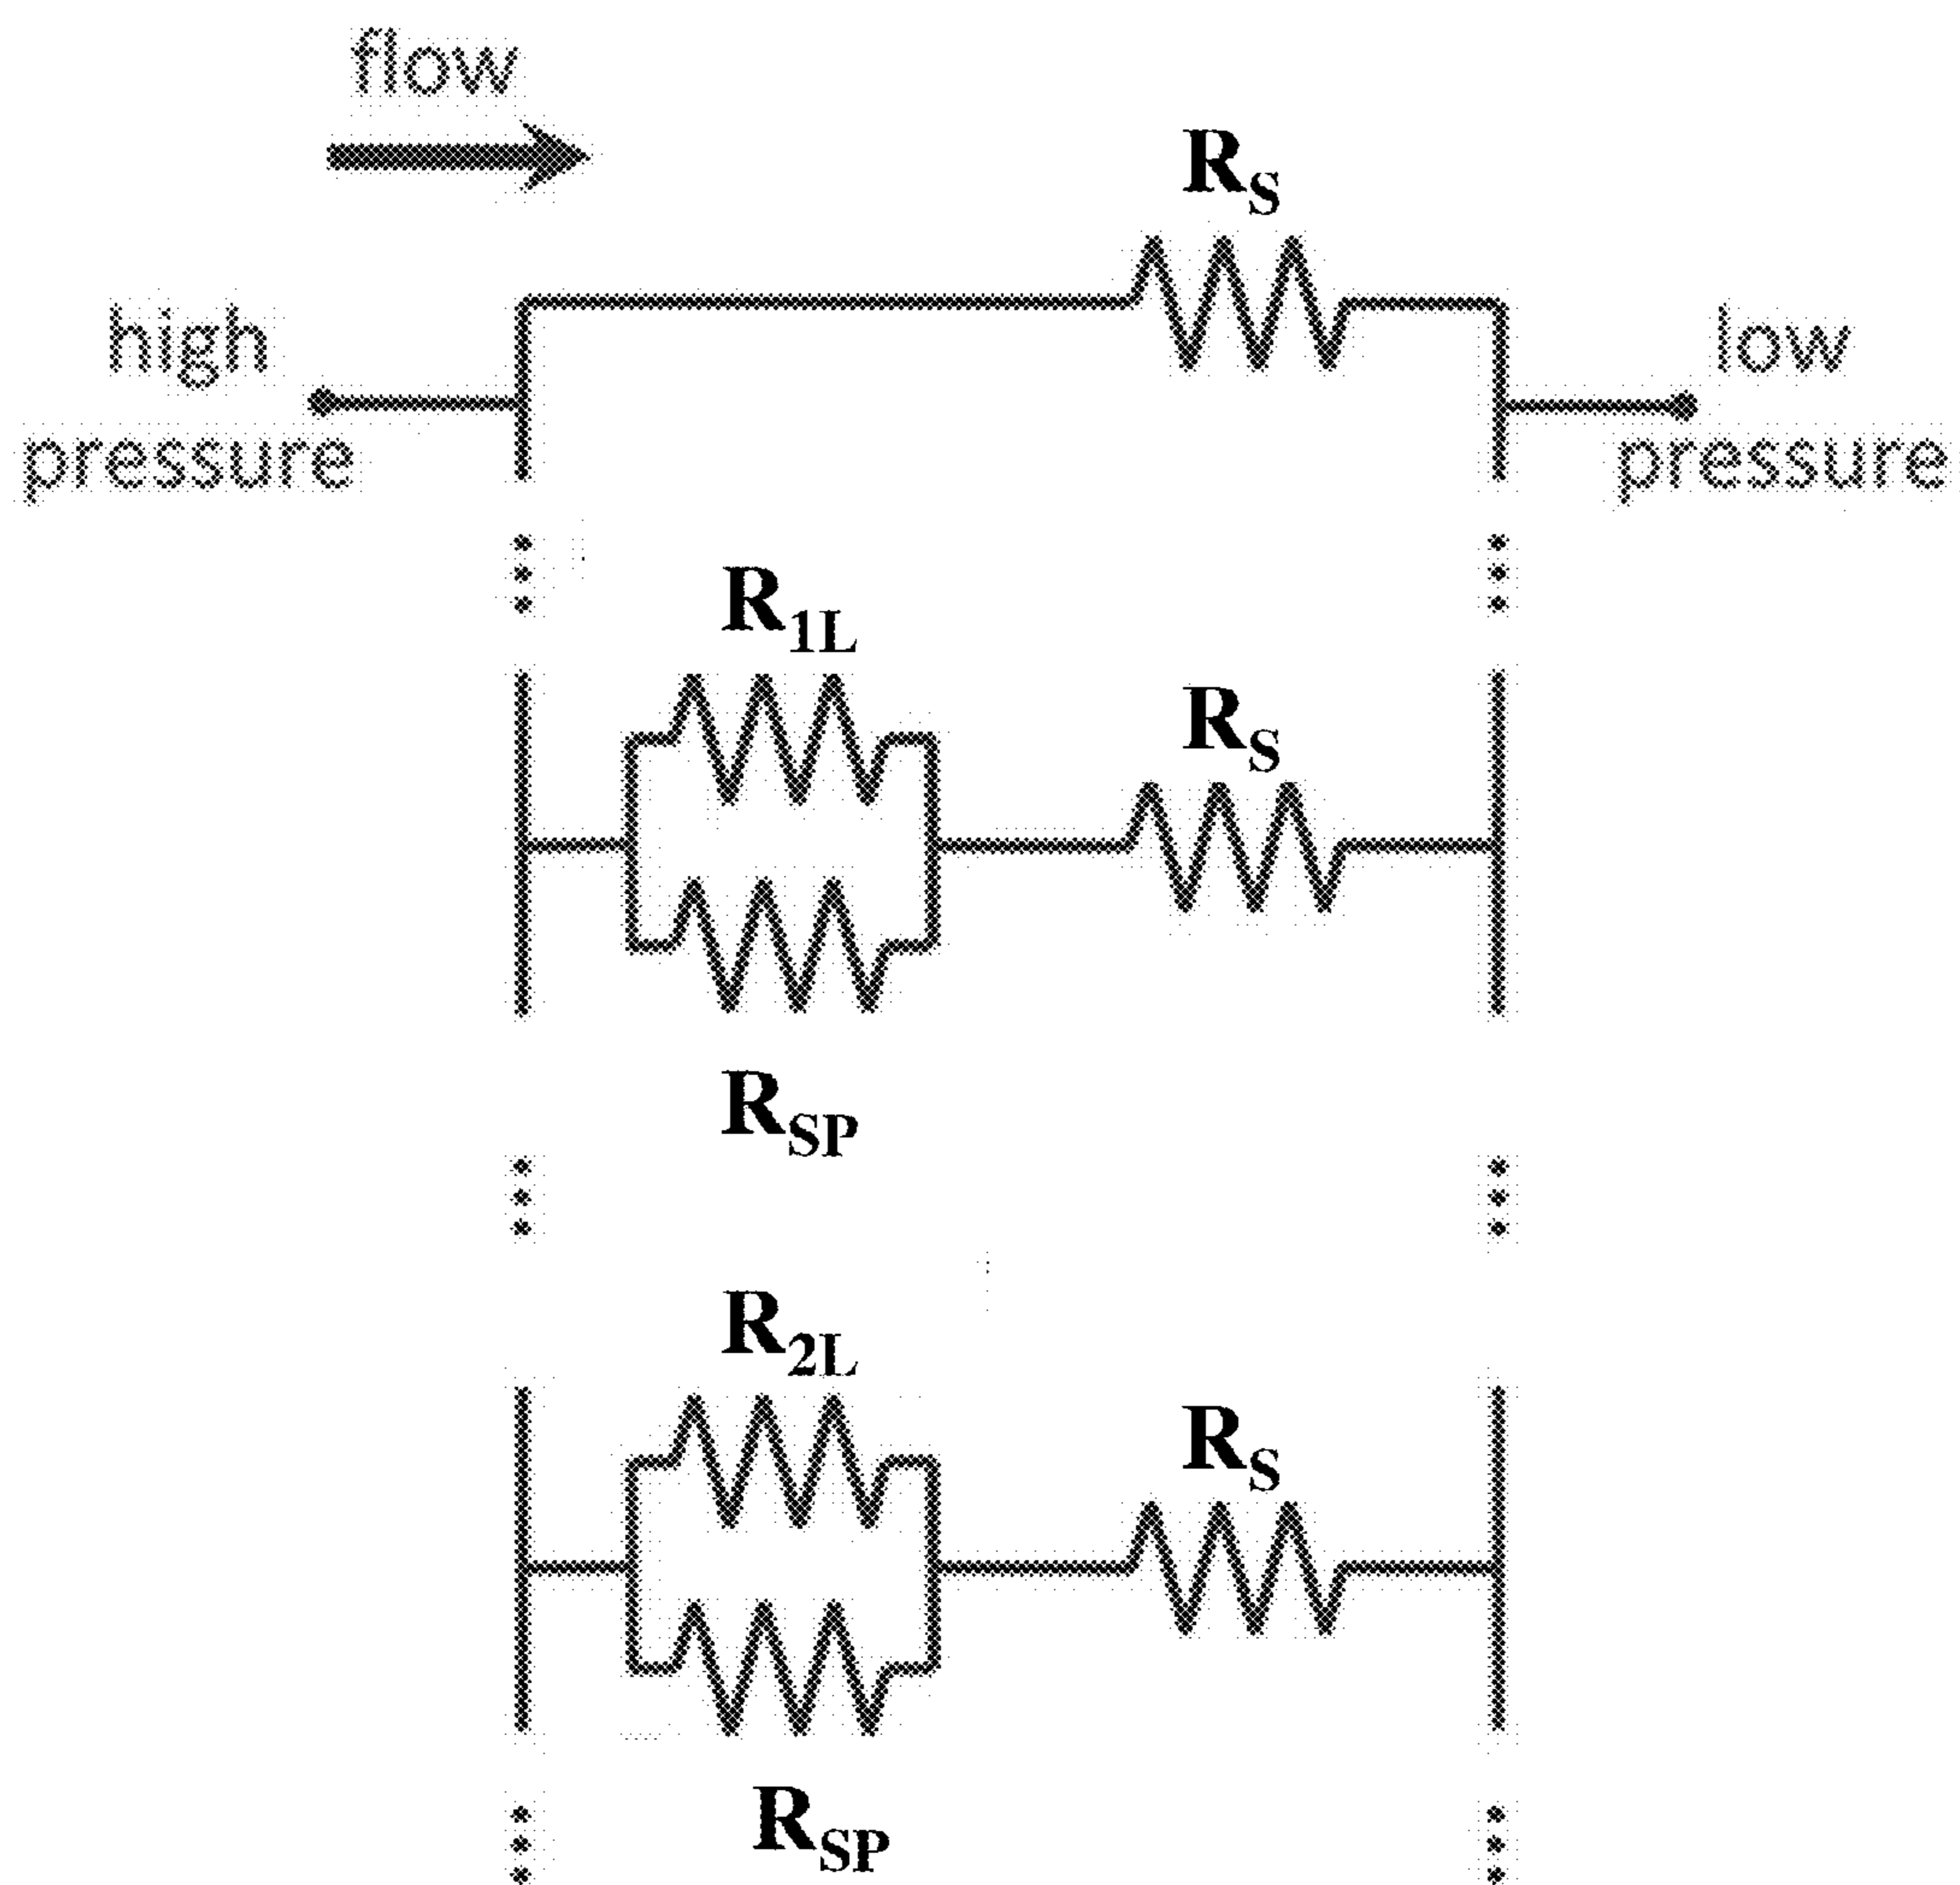 flow
R_S
high
pressure
low
pressure
R_1L
R_S
R_SP
R_2L
R_S
R_SP